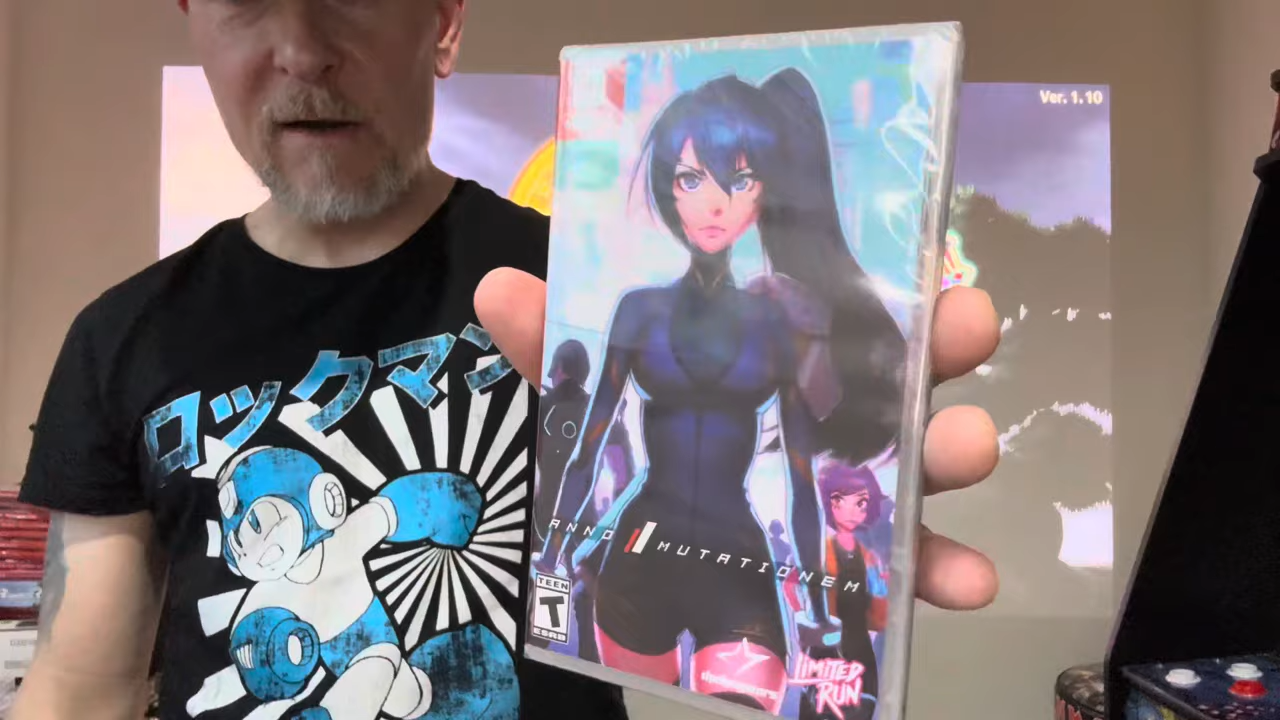 Ver. 1.10
ロックマン
ANNO MUTATIONEM
TEEN
T
ESRB
LIMITED
RUN